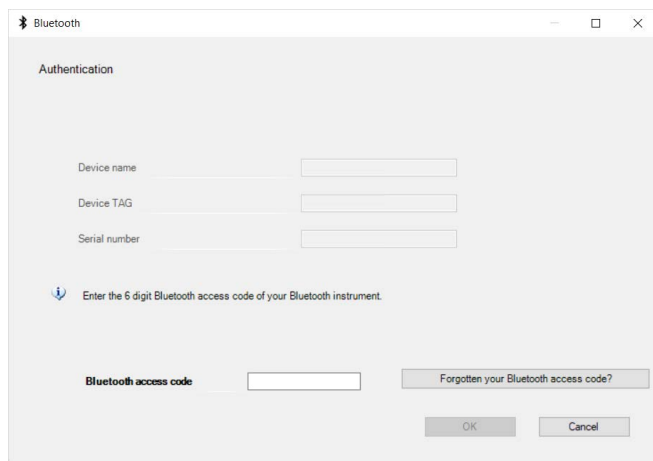 Bluetooth
Authentication
Device name
Device TAG
Serial number
Enter the 6 digit Bluetooth access code of your Bluetooth instrument.
Bluetooth access code
Forgotten your Bluetooth access code?
OK
Cancel